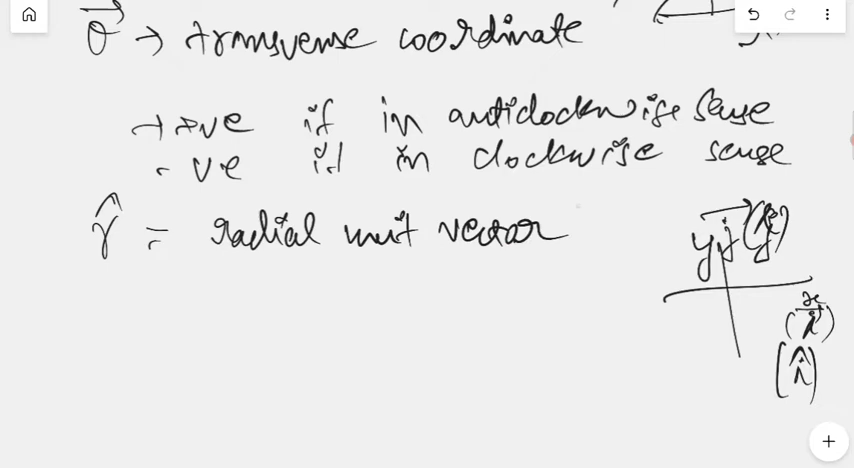 θ → transverse coordinate
→ +ve if in anticlockwise sense
- ve if in clockwise sense
r̂ = radial unit vector
y ĵ
x
(î)